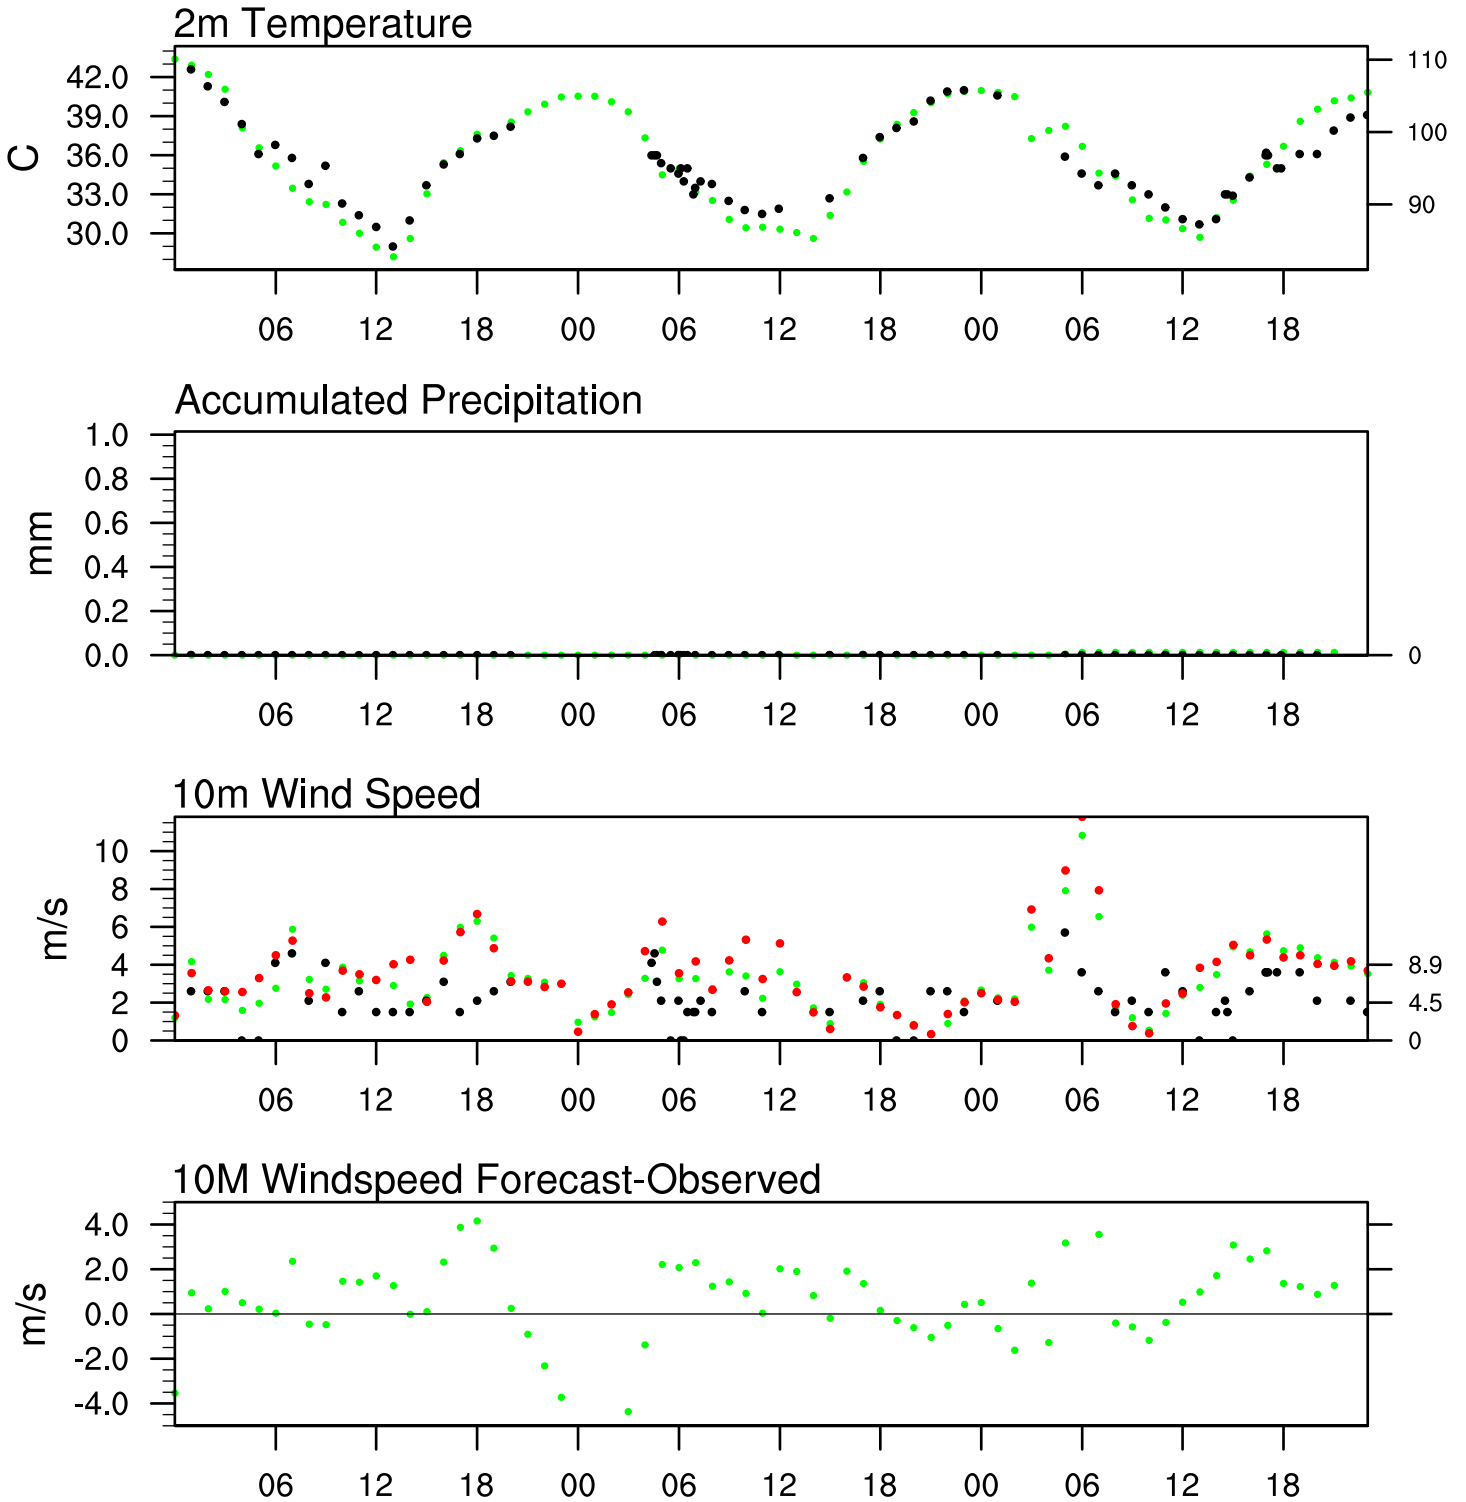 2m Temperature
42.0
39.0
36.0
33.0
30.0
C
110
100
90
06 12 18 00 06 12 18 00 06 12 18
Accumulated Precipitation
1.0
0.8
0.6
0.4
0.2
0.0
mm
0
06 12 18 00 06 12 18 00 06 12 18
10m Wind Speed
10
8
6
4
2
0
m/s
8.9
4.5
0
06 12 18 00 06 12 18 00 06 12 18
10M Windspeed Forecast-Observed
4.0
2.0
0.0
-2.0
-4.0
m/s
06 12 18 00 06 12 18 00 06 12 18